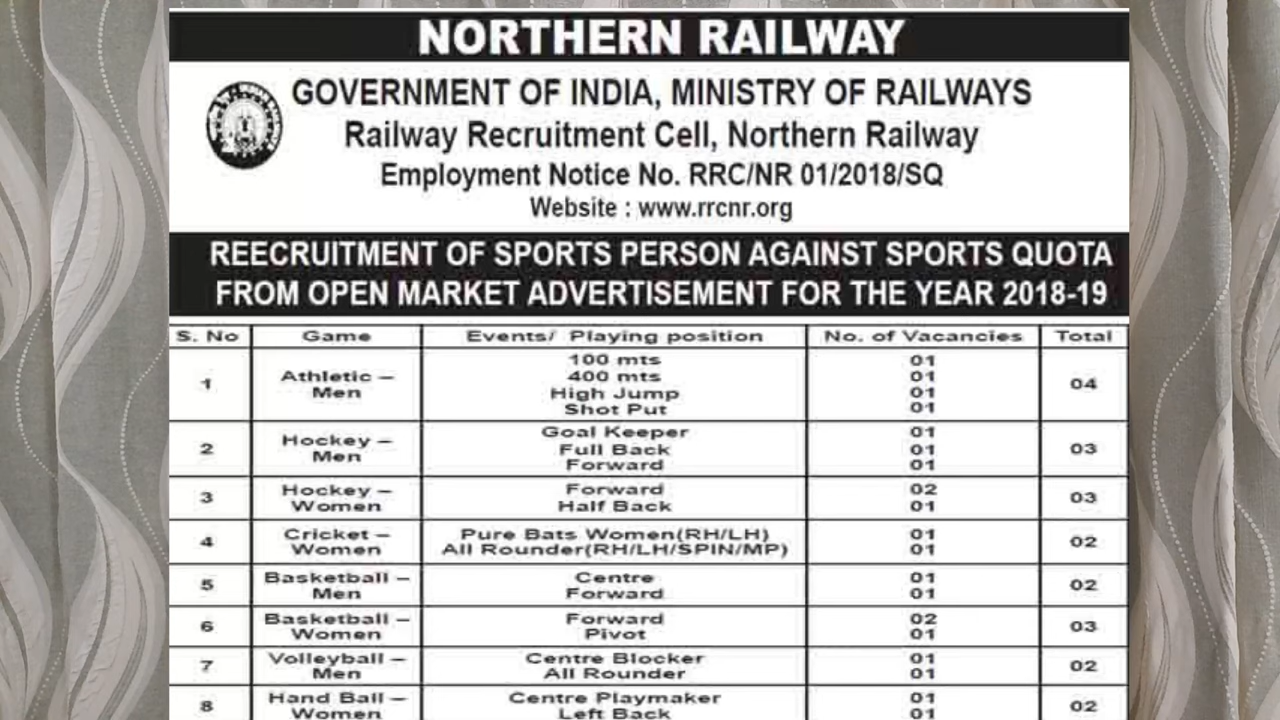 NORTHERN RAILWAY
GOVERNMENT OF INDIA, MINISTRY OF RAILWAYS
Railway Recruitment Cell, Northern Railway
Employment Notice No. RRC/NR 01/2018/SQ
Website : www.rrcnr.org
REECRUITMENT OF SPORTS PERSON AGAINST SPORTS QUOTA
FROM OPEN MARKET ADVERTISEMENT FOR THE YEAR 2018-19
S. No Game Events/ Playing position No. of Vacancies Total
1 Athletic – Men 100 mts 01 04
400 mts 01
High Jump 01
Shot Put 01
2 Hockey – Men Goal Keeper 01 03
Full Back 01
Forward 01
3 Hockey – Women Forward 02 03
Half Back 01
4 Cricket – Women Pure Bats Women(RH/LH) 01 02
All Rounder(RH/LH/SPIN/MP) 01
5 Basketball – Men Centre 01 02
Forward 01
6 Basketball – Women Forward 02 03
Pivot 01
7 Volleyball – Men Centre Blocker 01 02
All Rounder 01
8 Hand Ball – Women Centre Playmaker 01 02
Left Back 01